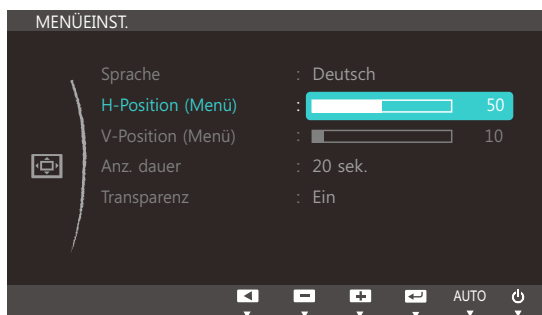 MENÜEINST.
Sprache : Deutsch
H-Position (Menü) : 50
V-Position (Menü) : 10
Anz. dauer : 20 sek.
Transparenz : Ein
AUTO